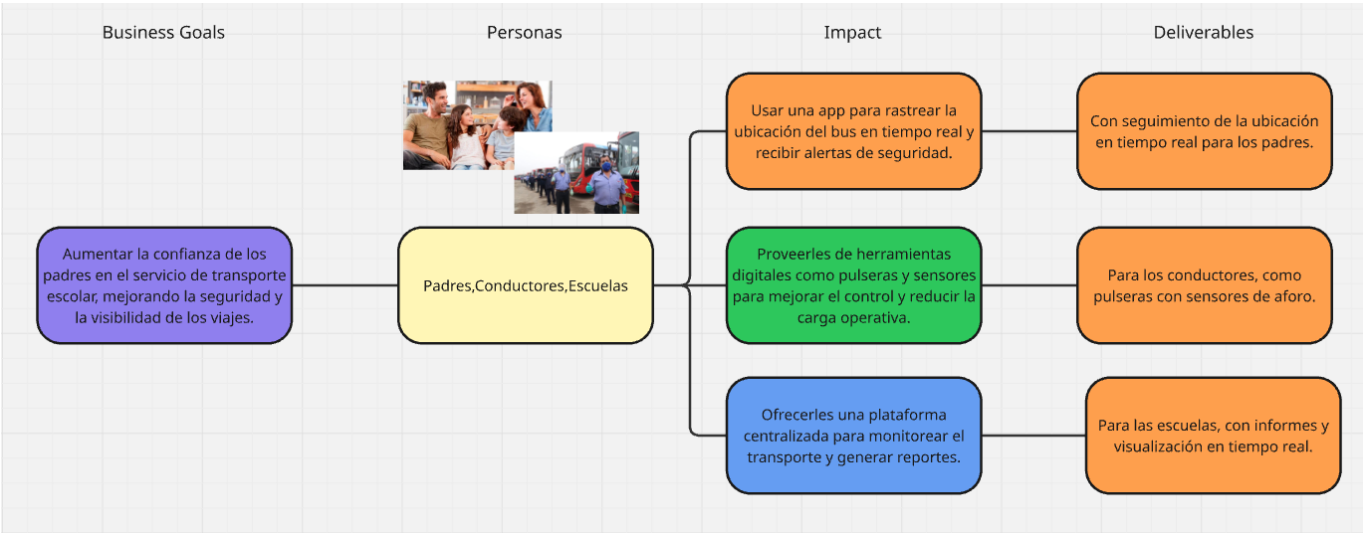 Business Goals
Personas
Impact
Deliverables
Aumentar la confianza de los
padres en el servicio de transporte
escolar, mejorando la seguridad y
la visibilidad de los viajes.
Padres,Conductores,Escuelas
Usar una app para rastrear la
ubicación del bus en tiempo real y
recibir alertas de seguridad.
Con seguimiento de la ubicación
en tiempo real para los padres.
Proveerles de herramientas
digitales como pulseras y sensores
para mejorar el control y reducir la
carga operativa.
Para los conductores, como
pulseras con sensores de aforo.
Ofrecerles una plataforma
centralizada para monitorear el
transporte y generar reportes.
Para las escuelas, con informes y
visualización en tiempo real.